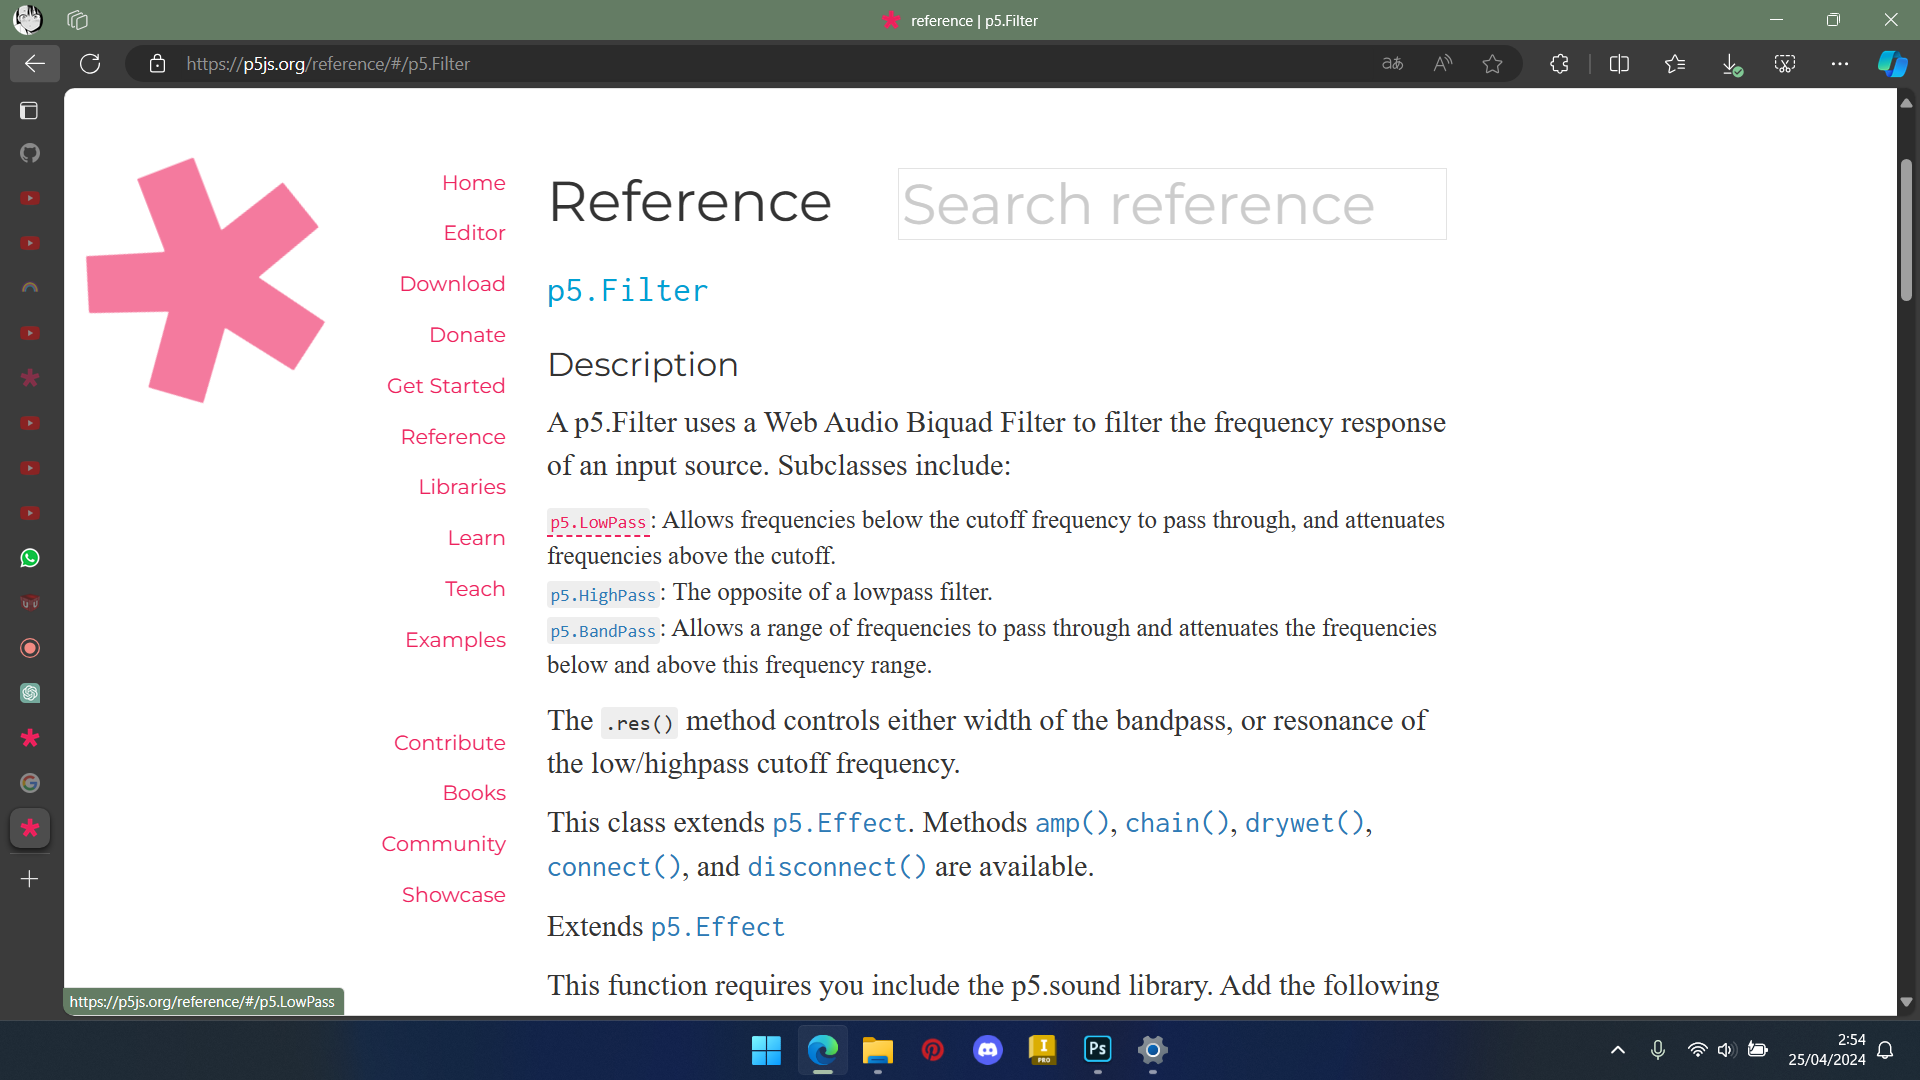 reference | p5.Filter
https://p5js.org/reference/#/p5.Filter
Home
Editor
Download
Donate
Get Started
Reference
Libraries
Learn
Teach
Examples
Contribute
Books
Community
Showcase
Reference
Search reference
p5.Filter
Description
A p5.Filter uses a Web Audio Biquad Filter to filter the frequency response
of an input source. Subclasses include:
p5.LowPass: Allows frequencies below the cutoff frequency to pass through, and attenuates
frequencies above the cutoff.
p5.HighPass: The opposite of a lowpass filter.
p5.BandPass: Allows a range of frequencies to pass through and attenuates the frequencies
below and above this frequency range.
The .res() method controls either width of the bandpass, or resonance of
the low/highpass cutoff frequency.
This class extends p5.Effect. Methods amp(), chain(), drywet(),
connect(), and disconnect() are available.
Extends p5.Effect
This function requires you include the p5.sound library. Add the following
https://p5js.org/reference/#/p5.LowPass
I
PRO
Ps
2:54
25/04/2024